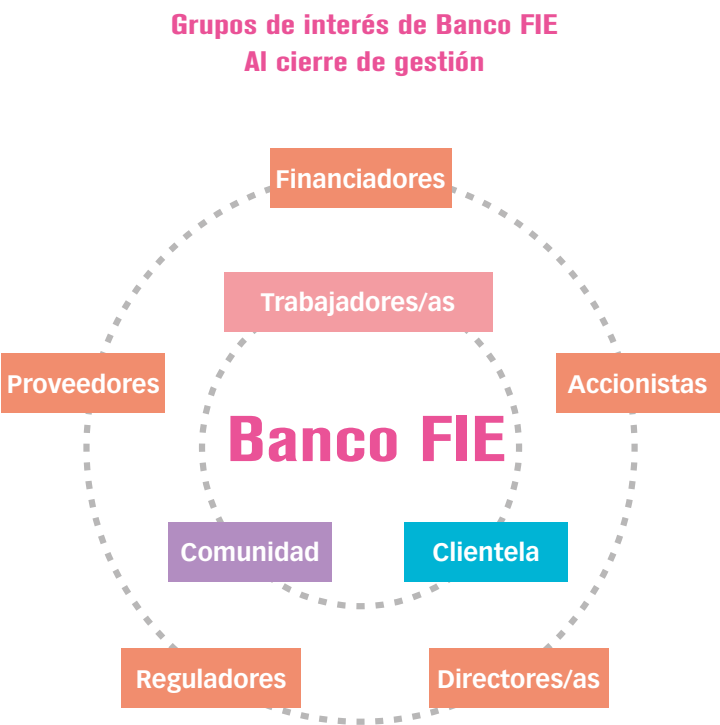 Grupos de interés de Banco FIE
Al cierre de gestión
Financiadores
Trabajadores/as
Proveedores
Accionistas
Banco FIE
Comunidad
Clientela
Reguladores
Directores/as